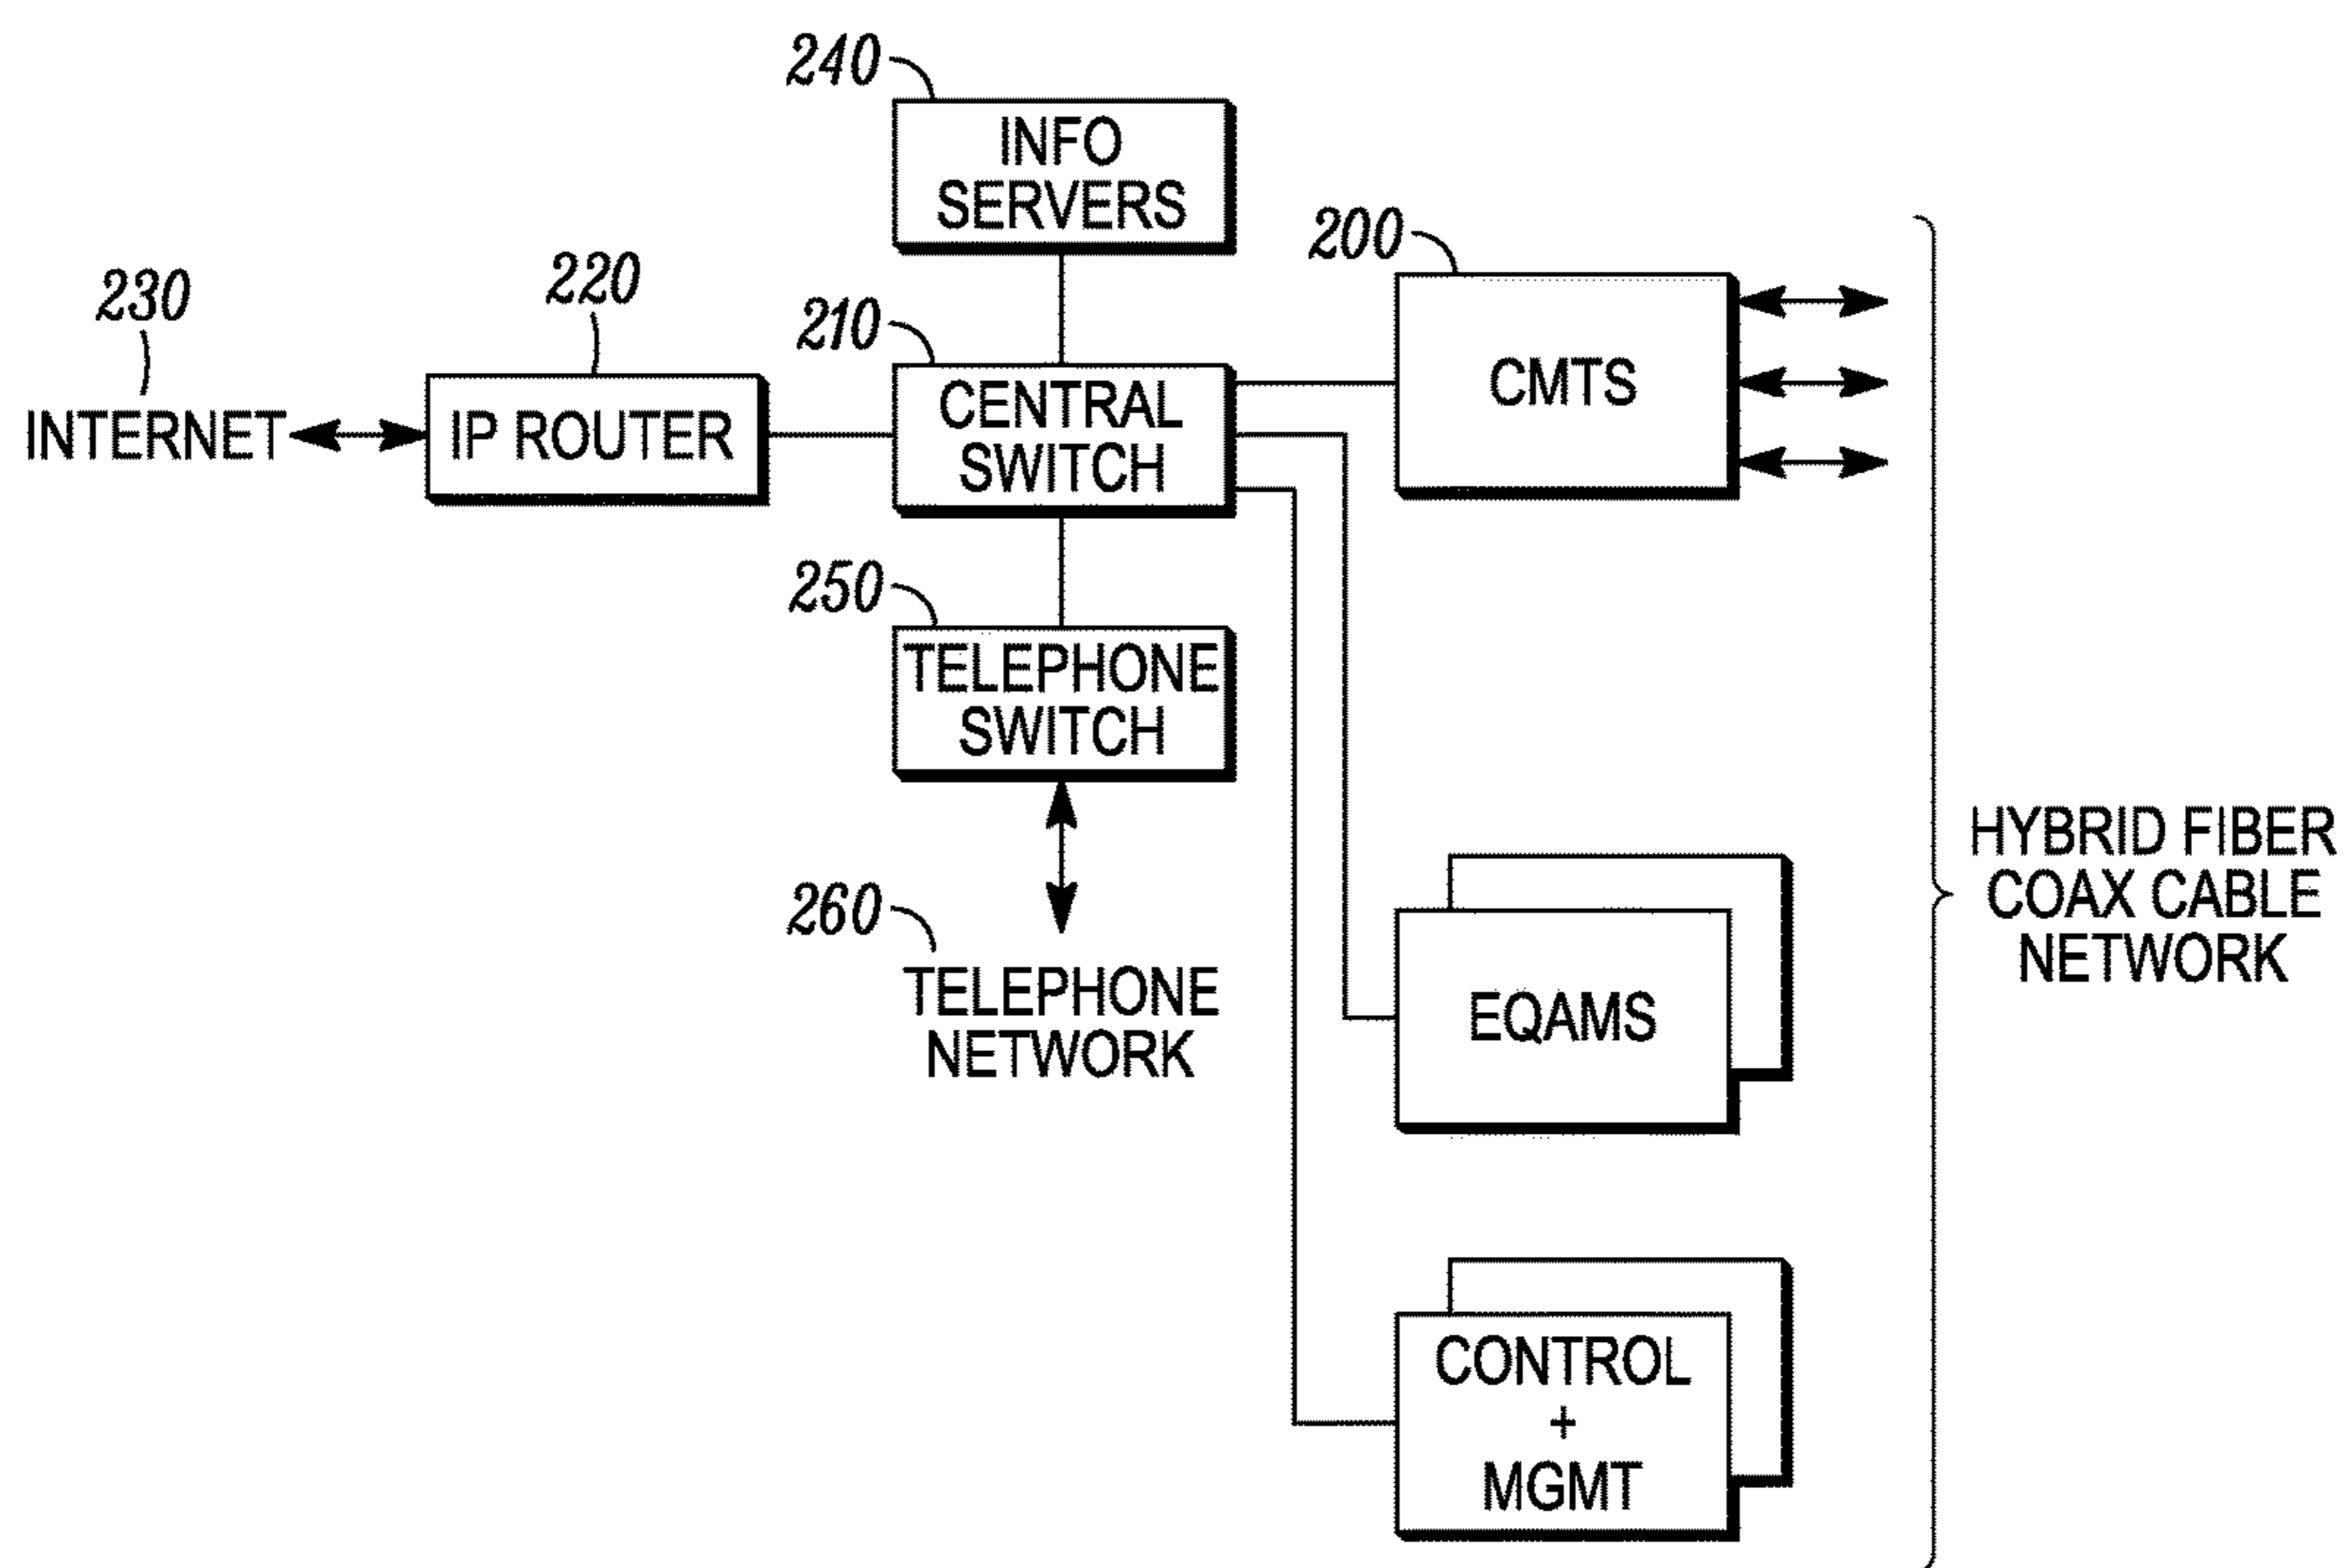 240
INFO
SERVERS
200
230
220
210
INTERNET
IP ROUTER
CENTRAL
SWITCH
CMTS
250
TELEPHONE
SWITCH
260
TELEPHONE
NETWORK
EQAMS
HYBRID FIBER
COAX CABLE
NETWORK
CONTROL
+
MGMT